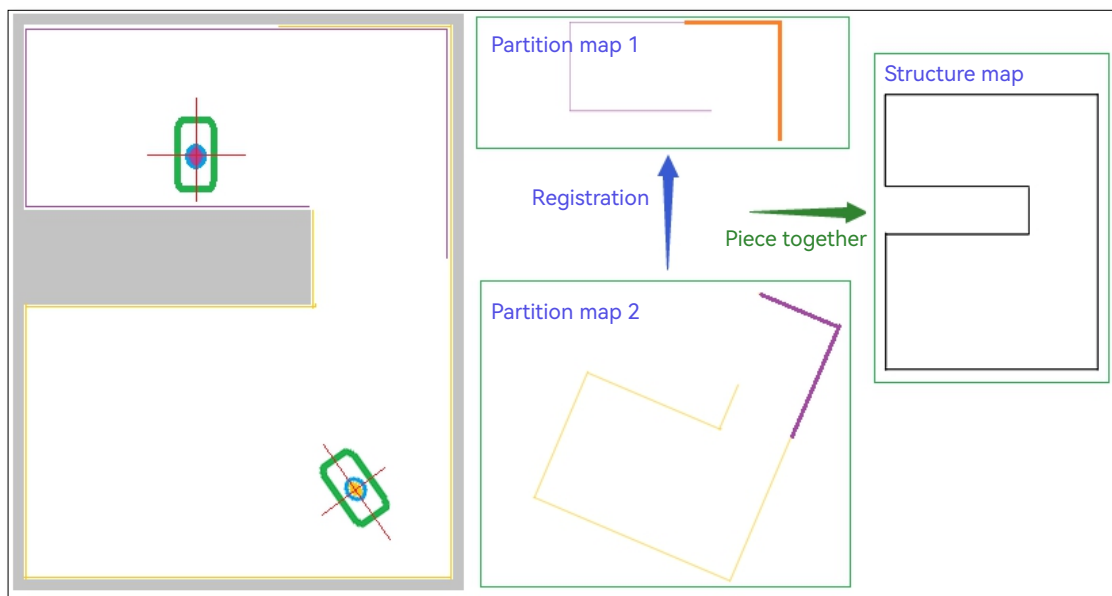 Partition map 1
Structure map
Registration
Piece together
Partition map 2